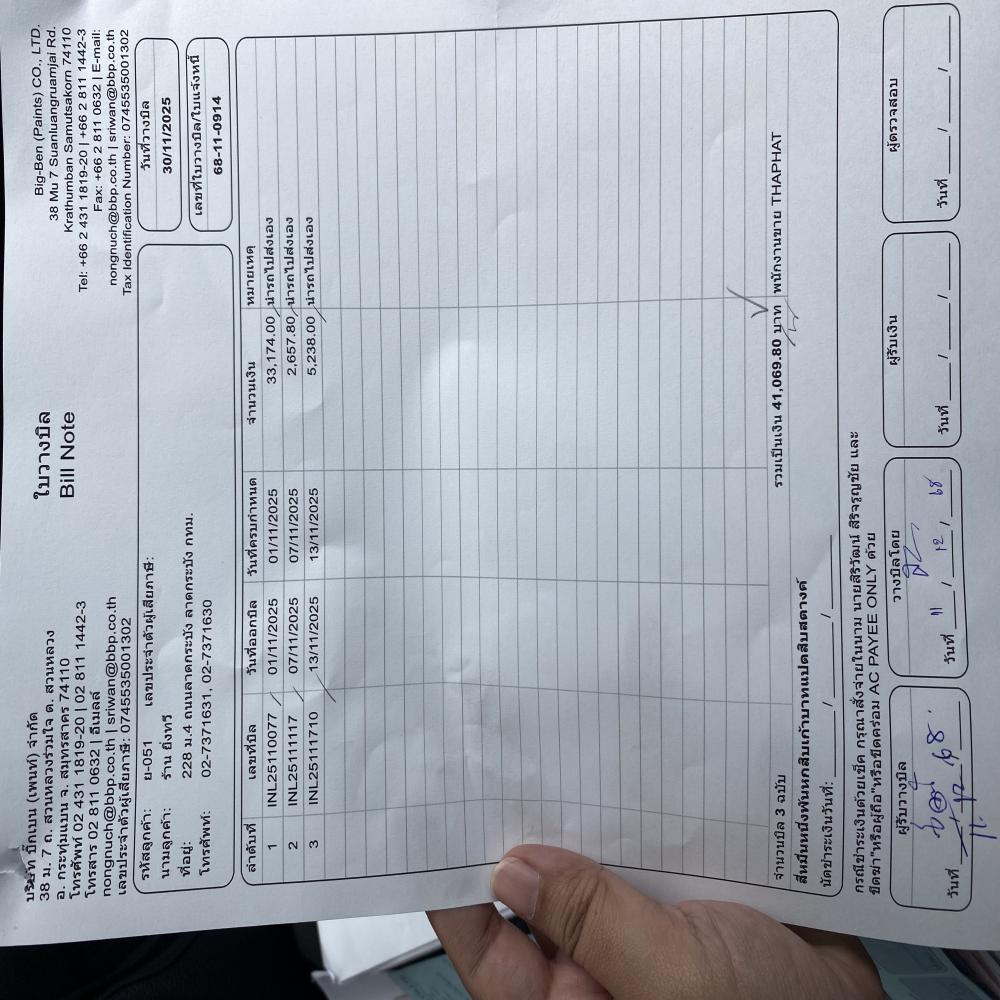 บริษัท บิ๊กเบน (เพนท์) จำกัด
38 ม. 7 ถ. สวนหลวงร่วมใจ ต. สวนหลวง
อ. กระทุ่มแบน จ. สมุทรสาคร 74110
โทรศัพท์ 02 431 1819-20 | 02 811 1442-3
โทรสาร 02 811 0632 | อีเมลล์
nongnuch@bbp.co.th | sriwan@bbp.co.th
เลขประจำตัวผู้เสียภาษี: 0745535001302
ใบวางบิล
Bill Note
Big-Ben (Paints) CO., LTD.
38 Mu 7 Suanluangruamjai Rd.
Krathumban Samutsakorn 74110
Tel: +66 2 431 1819-20 | +66 2 811 1442-3
Fax: +66 2 811 0632 | E-mail:
nongnuch@bbp.co.th | sriwan@bbp.co.th
Tax Identification Number: 0745535001302
รหัสลูกค้า: ย-051 เลขประจำตัวผู้เสียภาษี:
นามลูกค้า: ร้าน ยิ่งทรี
ที่อยู่: 228 ม.4 ถนนลาดกระบัง ลาดกระบัง กทม.
โทรศัพท์: 02-7371631, 02-7371630
วันที่วางบิล
30/11/2025
เลขที่ใบวางบิล/ใบแจ้งหนี้
68-11-0914
ลำดับที่ เลขที่บิล วันที่ออกบิล วันที่ครบกำหนด จำนวนเงิน หมายเหตุ
1 INL25110077 01/11/2025 01/11/2025 33,174.00 นำรถไปส่งเอง
2 INL25111117 07/11/2025 07/11/2025 2,657.80 นำรถไปส่งเอง
3 INL25111710 13/11/2025 13/11/2025 5,238.00 นำรถไปส่งเอง
จำนวนบิล 3 ฉบับ รวมเป็นเงิน 41,069.80 บาท พนักงานขาย THAPHAT
สี่หมื่นหนึ่งพันหกสิบเก้าบาทแปดสิบสตางค์
นัดชำระเงินวันที่: ____/____/____
กรณีชำระเงินด้วยเช็ค กรุณาสั่งจ่ายในนาม นายสิริวัฒน์ สิริจรูญชัย และ
ขีดฆ่า"หรือผู้ถือ"หรือขีดคร่อม AC PAYEE ONLY ด้วย
ผู้รับวางบิล
วันที่ 11. 12. 68.
วางบิลโดย
วันที่ 11 / 12 / 68
ผู้รับเงิน
วันที่ ____/____/____
ผู้ตรวจสอบ
วันที่ ____/____/____